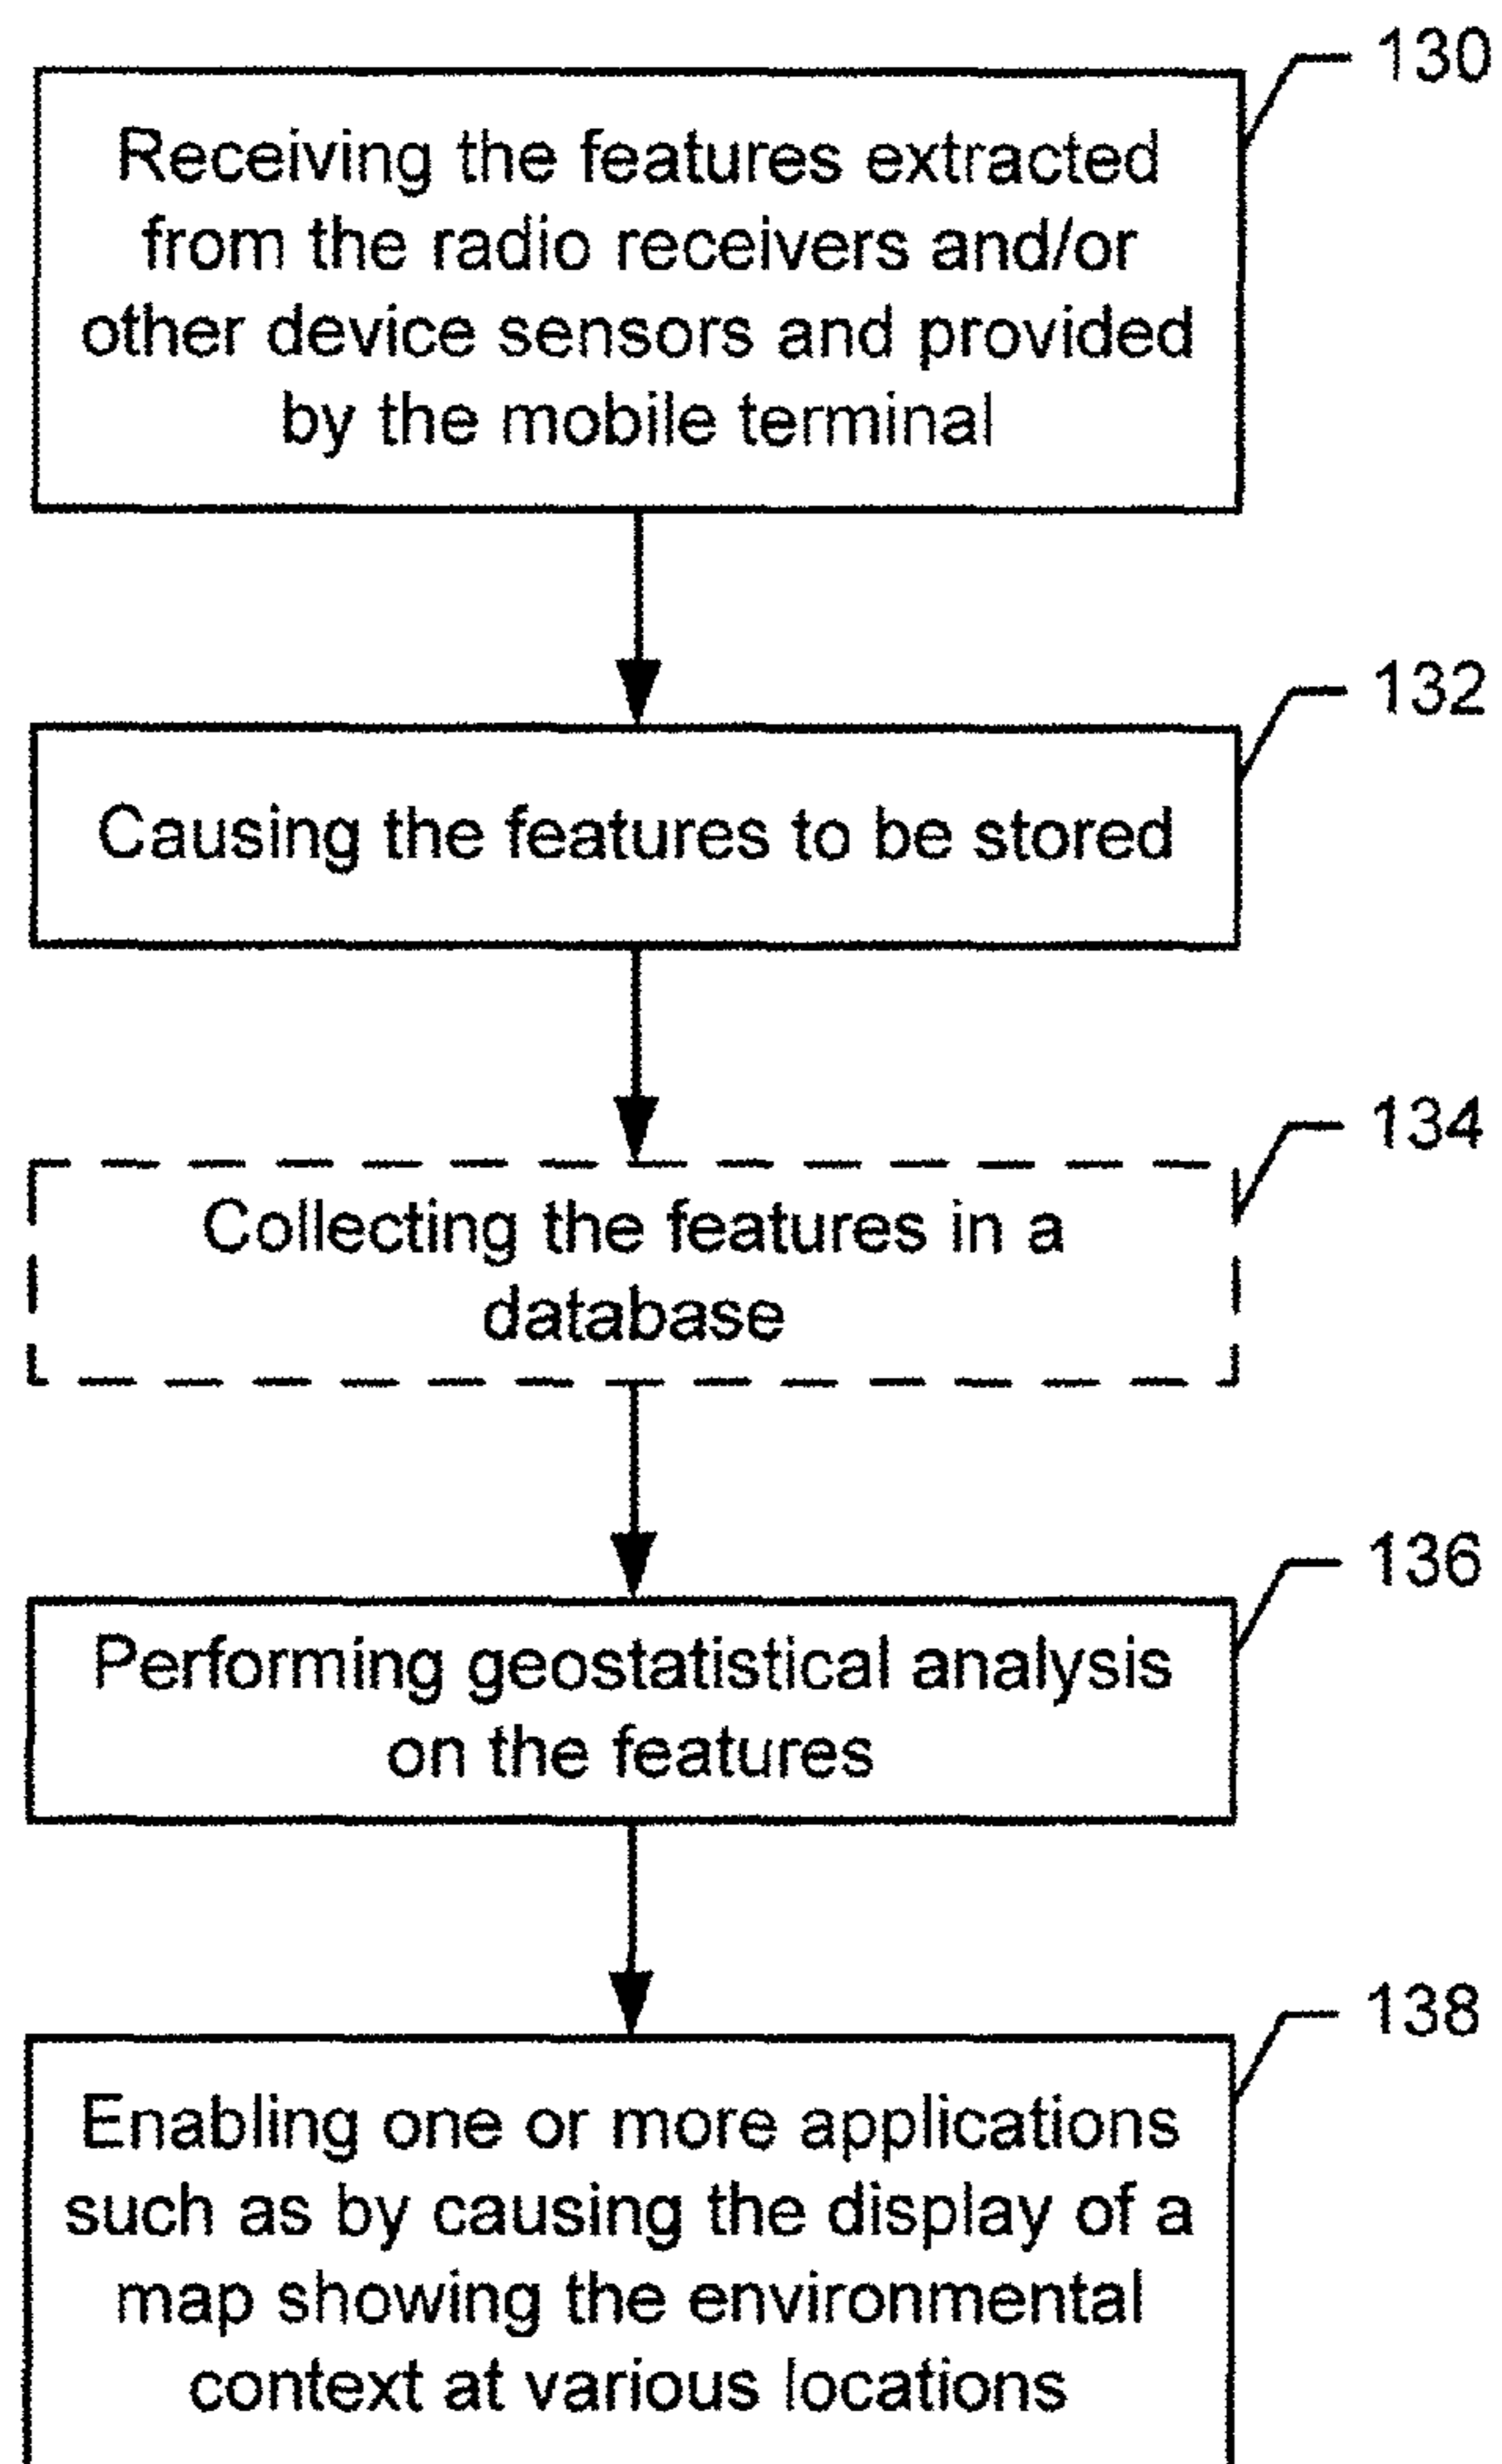 130
Receiving the features extracted
from the radio receivers and/or
other device sensors and provided
by the mobile terminal
132
Causing the features to be stored
134
Collecting the features in a
database
136
Performing geostatistical analysis
on the features
138
Enabling one or more applications
such as by causing the display of a
map showing the environmental
context at various locations